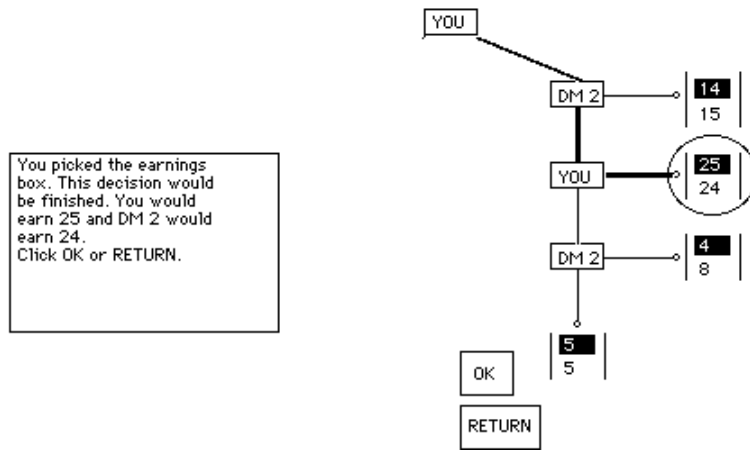 YOU
DM 2
14
15
You picked the earnings
box. This decision would
be finished. You would
earn 25 and DM 2 would
earn 24.
Click OK or RETURN.
YOU
25
24
DM 2
4
8
5
5
OK
RETURN